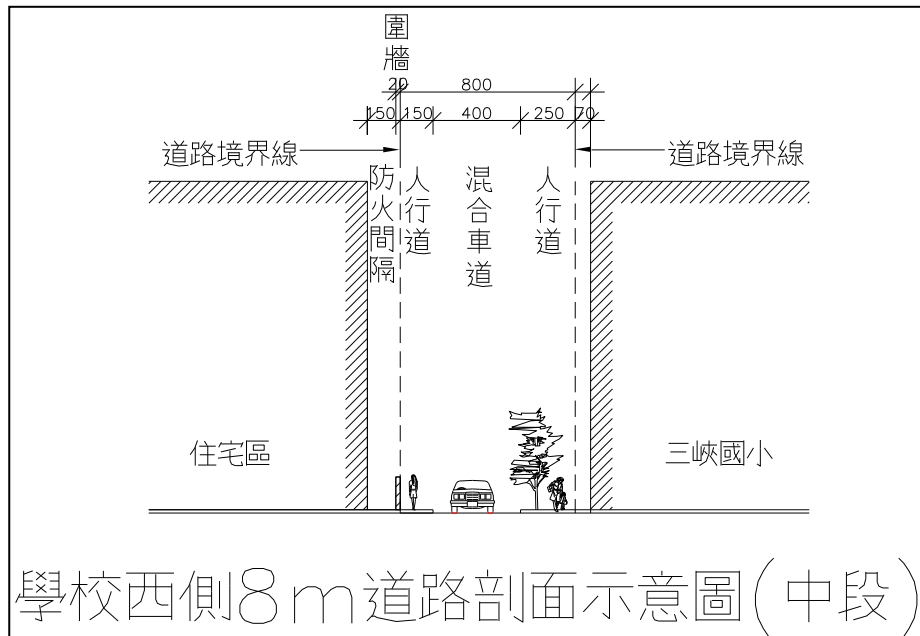 圍牆
20 800
150 150 400 250 70
道路境界線 道路境界線
防火間隔
人行道
混合車道
人行道
住宅區 三峽國小
學校西側8m道路剖面示意圖(中段)